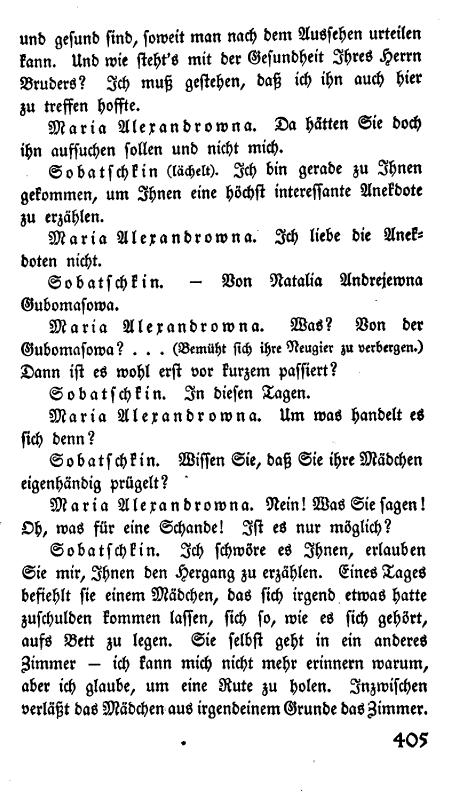 und gesund sind, soweit man nach dem Aussehen urteilen
kann. Und wie steht's mit der Gesundheit Ihres Herrn
Bruders? Ich muß gestehen, daß ich ihn auch hier
zu treffen hoffte.
Maria Alexandrowna. Da hätten Sie doch
ihn aufsuchen sollen und nicht mich.
Sobatschkin (lächelt). Ich bin gerade zu Ihnen
gekommen, um Ihnen eine höchst interessante Anekdote
zu erzählen.
Maria Alexandrowna. Ich liebe die Anek-
doten nicht.
Sobatschkin. — Von Natalia Andrejewna
Gubomasowa.
Maria Alexandrowna. Was? Von der
Gubomasowa? . . . (Bemüht sich ihre Neugier zu verbergen.)
Dann ist es wohl erst vor kurzem passiert?
Sobatschkin. In diesen Tagen.
Maria Alexandrowna. Um was handelt es
sich denn?
Sobatschkin. Wissen Sie, daß Sie ihre Mädchen
eigenhändig prügelt?
Maria Alexandrowna. Nein! Was Sie sagen!
Oh, was für eine Schande! Ist es nur möglich?
Sobatschkin. Ich schwöre es Ihnen, erlauben
Sie mir, Ihnen den Hergang zu erzählen. Eines Tages
befiehlt sie einem Mädchen, das sich irgend etwas hatte
zuschulden kommen lassen, sich so, wie es sich gehört,
aufs Bett zu legen. Sie selbst geht in ein anderes
Zimmer — ich kann mich nicht mehr erinnern warum,
aber ich glaube, um eine Rute zu holen. Inzwischen
verläßt das Mädchen aus irgendeinem Grunde das Zimmer.
405